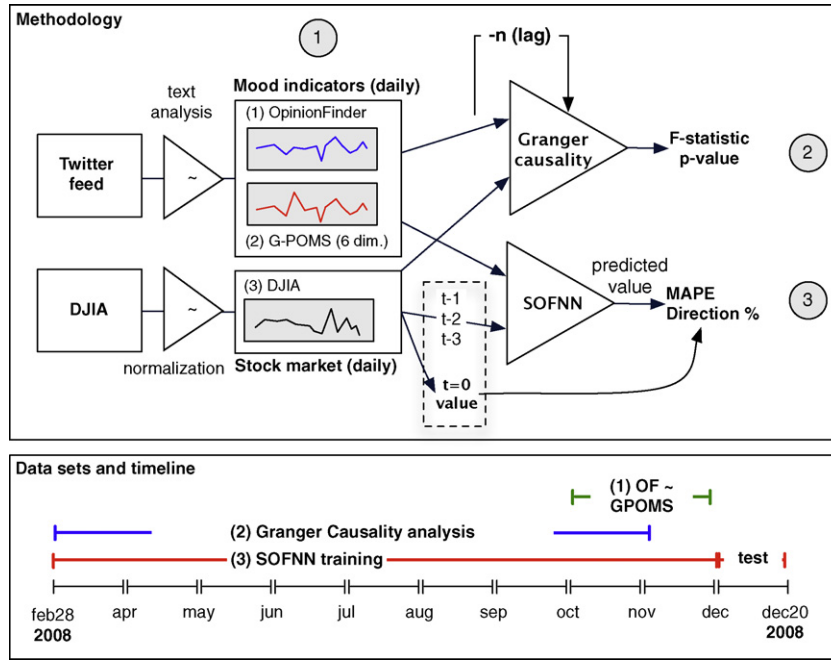 Methodology
1
-n (lag)
text
analysis
Mood indicators (daily)
(1) OpinionFinder
Twitter
feed
~
Granger
causality
F-statistic
p-value
2
(2) G-POMS (6 dim.)
DJIA
~
normalization
(3) DJIA
Stock market (daily)
t-1
t-2
t-3
t=0
value
SOFNN
predicted
value
MAPE
Direction %
3
Data sets and timeline
(1) OF ~
GPOMS
(2) Granger Causality analysis
(3) SOFNN training
test
feb28 apr may jun jul aug sep oct nov dec dec20
2008 2008